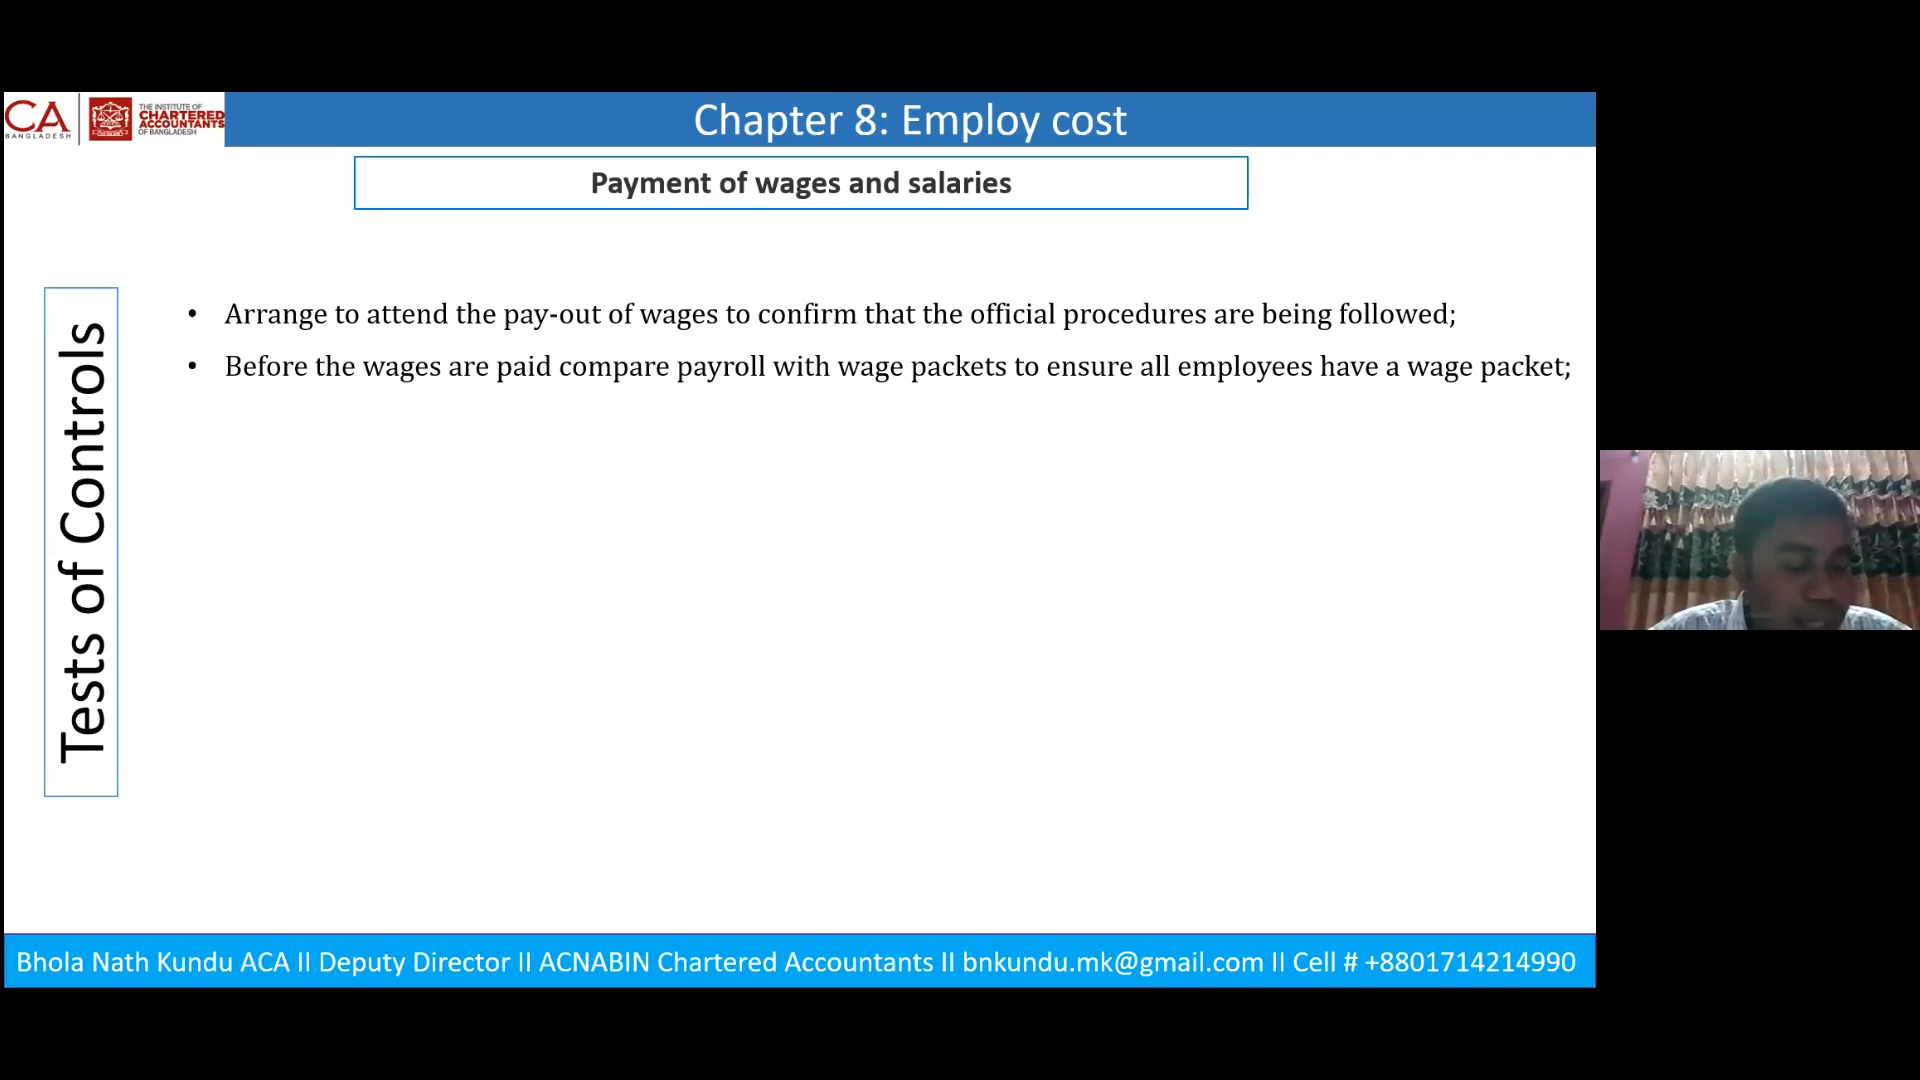 CA
BANGLADESH
THE INSTITUTE OF
CHARTERED
ACCOUNTANTS
OF BANGLADESH
Chapter 8: Employ cost
Payment of wages and salaries
Tests of Controls
• Arrange to attend the pay-out of wages to confirm that the official procedures are being followed;
• Before the wages are paid compare payroll with wage packets to ensure all employees have a wage packet;
Bhola Nath Kundu ACA II Deputy Director II ACNABIN Chartered Accountants II bnkundu.mk@gmail.com II Cell # +8801714214990